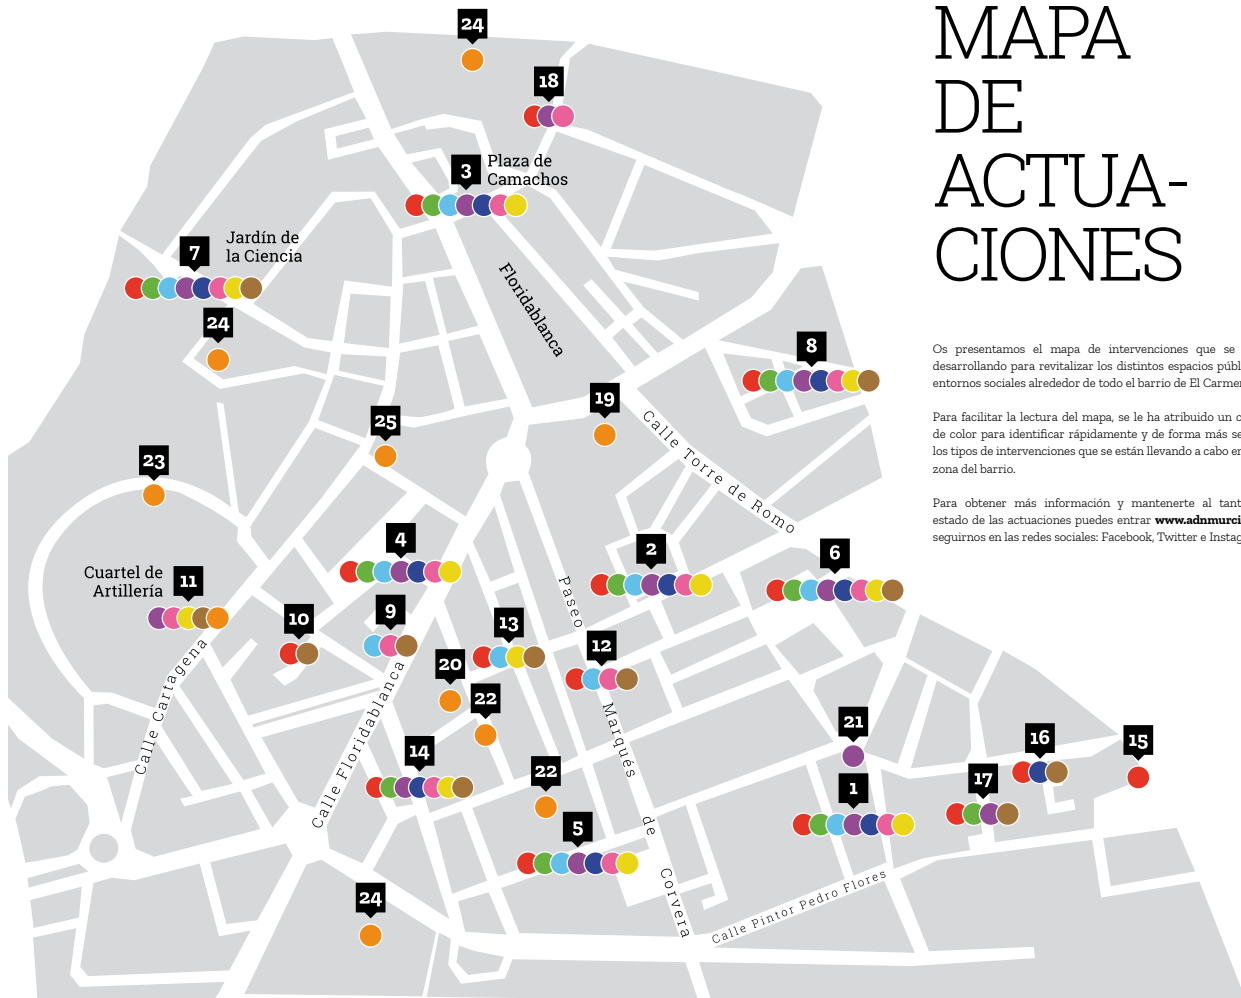 MAPA
DE
ACTUA-
CIONES
Os presentamos el mapa de intervenciones que se
desarrollando para revitalizar los distintos espacios públ
entornos sociales alrededor de todo el barrio de El Carmen
Para facilitar la lectura del mapa, se le ha atribuido un c
de color para identificar rápidamente y de forma más se
los tipos de intervenciones que se están llevando a cabo en
zona del barrio.
Para obtener más información y mantenerte al tant
estado de las actuaciones puedes entrar www.adnmurci
seguirnos en las redes sociales: Facebook, Twitter e Instag
24
18
3
Plaza de
Camachos
7
Jardín de
la Ciencia
24
Floridablanca
8
19
25
Calle Torre de Romo
23
4
2
6
Cuartel de
Artillería
11
Paseo
10
9
13
12
20
22
Calle Cartagena
Calle Floridablanca
Marqués
21
16
15
14
22
17
1
5
de
Corvera
Calle Pintor Pedro Flores
24